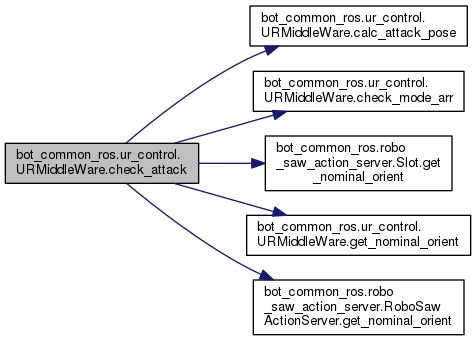 bot_common_ros.ur_control.
URMiddleWare.check_attack
bot_common_ros.ur_control.
URMiddleWare.calc_attack_pose
bot_common_ros.ur_control.
URMiddleWare.check_mode_arr
bot_common_ros.robo
_saw_action_server.Slot.get
_nominal_orient
bot_common_ros.ur_control.
URMiddleWare.get_nominal_orient
bot_common_ros.robo
_saw_action_server.RoboSaw
ActionServer.get_nominal_orient